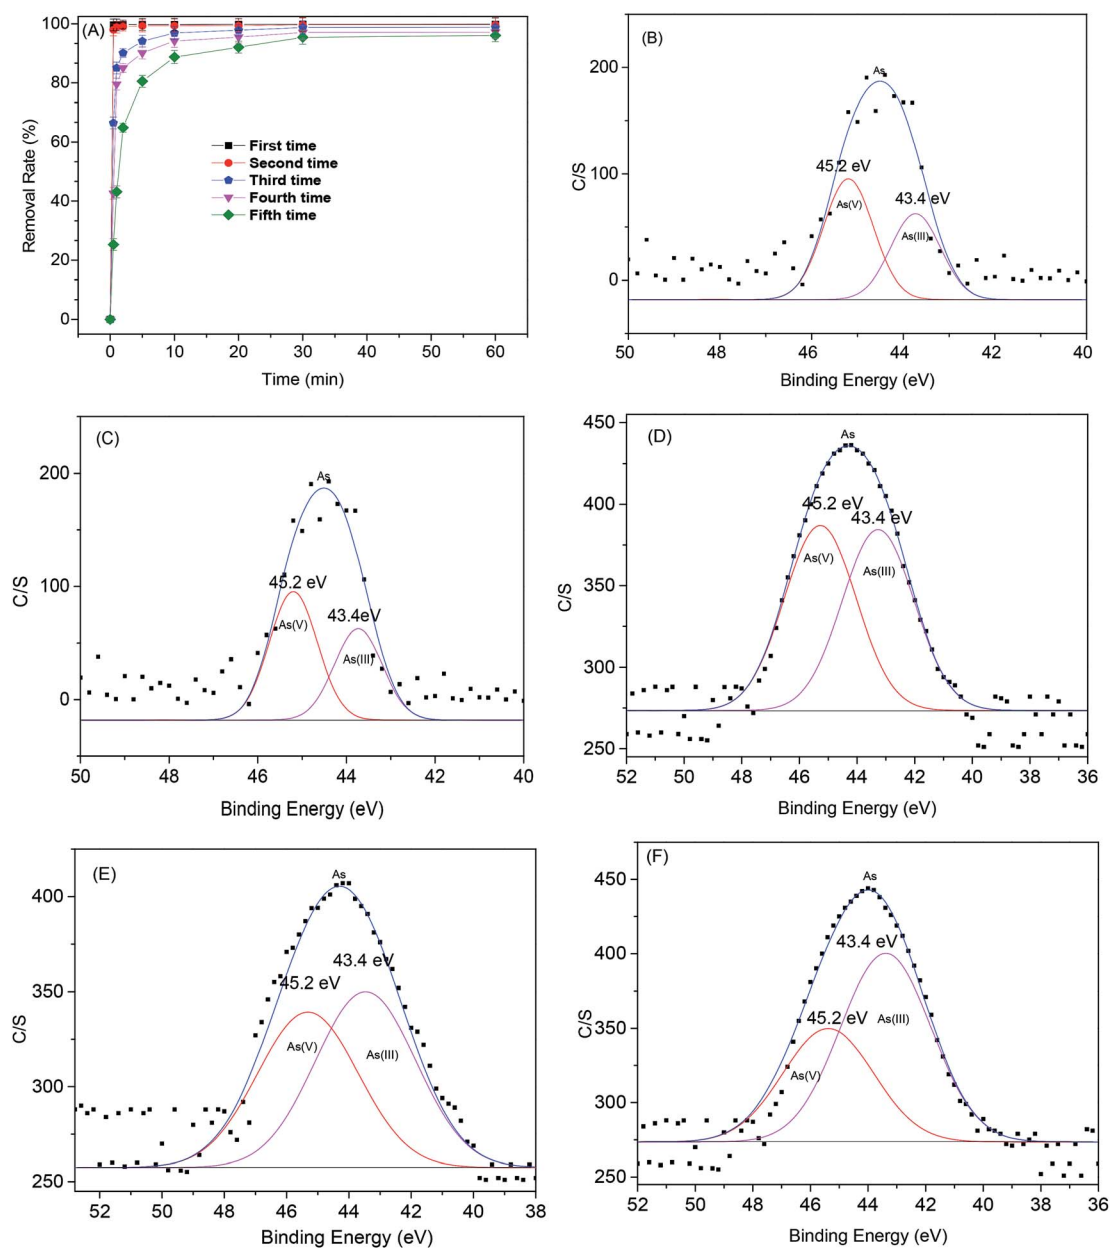 (A)
100
80
60
40
20
0
Removal Rate (%)
First time
Second time
Third time
Fourth time
Fifth time
0 10 20 30 40 50 60
Time (min)
(B)
As
200
100
0
C/S
45.2 eV
43.4 eV
As(V)
As(III)
50 48 46 44 42 40
Binding Energy (eV)
(C)
As
200
100
0
C/S
45.2 eV
43.4eV
As(V)
As(III)
50 48 46 44 42 40
Binding Energy (eV)
(D)
As
450
400
350
300
250
C/S
45.2 eV
43.4 eV
As(V)
As(III)
52 50 48 46 44 42 40 38 36
Binding Energy (eV)
(E)
As
400
350
300
250
C/S
43.4 eV
45.2 eV
As(V)
As(III)
52 50 48 46 44 42 40 38
Binding Energy (eV)
(F)
As
450
400
350
300
250
C/S
43.4 eV
45.2 eV
As(III)
As(V)
52 50 48 46 44 42 40 38 36
Binding Energy (eV)